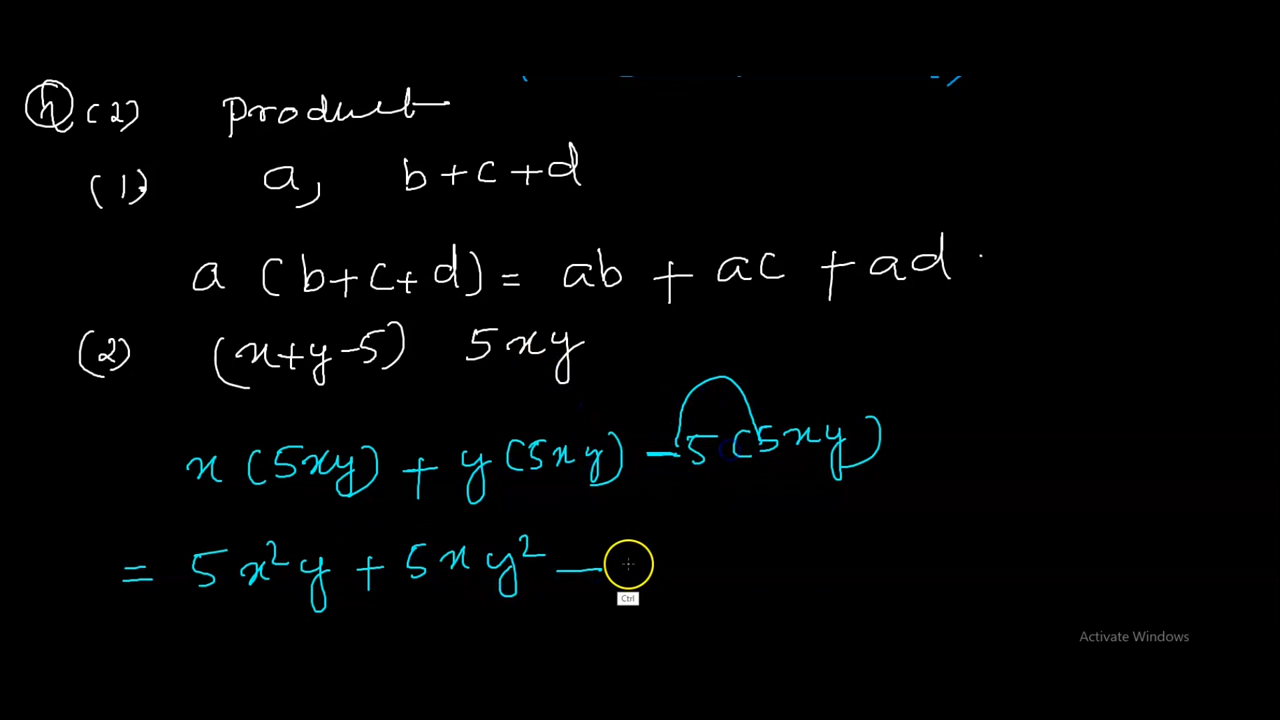 h (2) product
(1) a, b+c+d
a (b+c+d) = ab + ac + ad .
(2) (x+y-5) 5xy
x (5xy) + y (5xy) - 5 (5xy)
= 5x²y + 5xy² -
Ctrl
Activate Windows